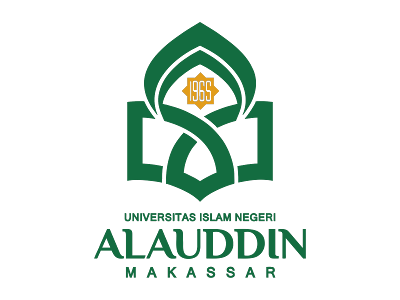 1965
UNIVERSITAS ISLAM NEGERI
ALAUDDIN
MAKASSAR